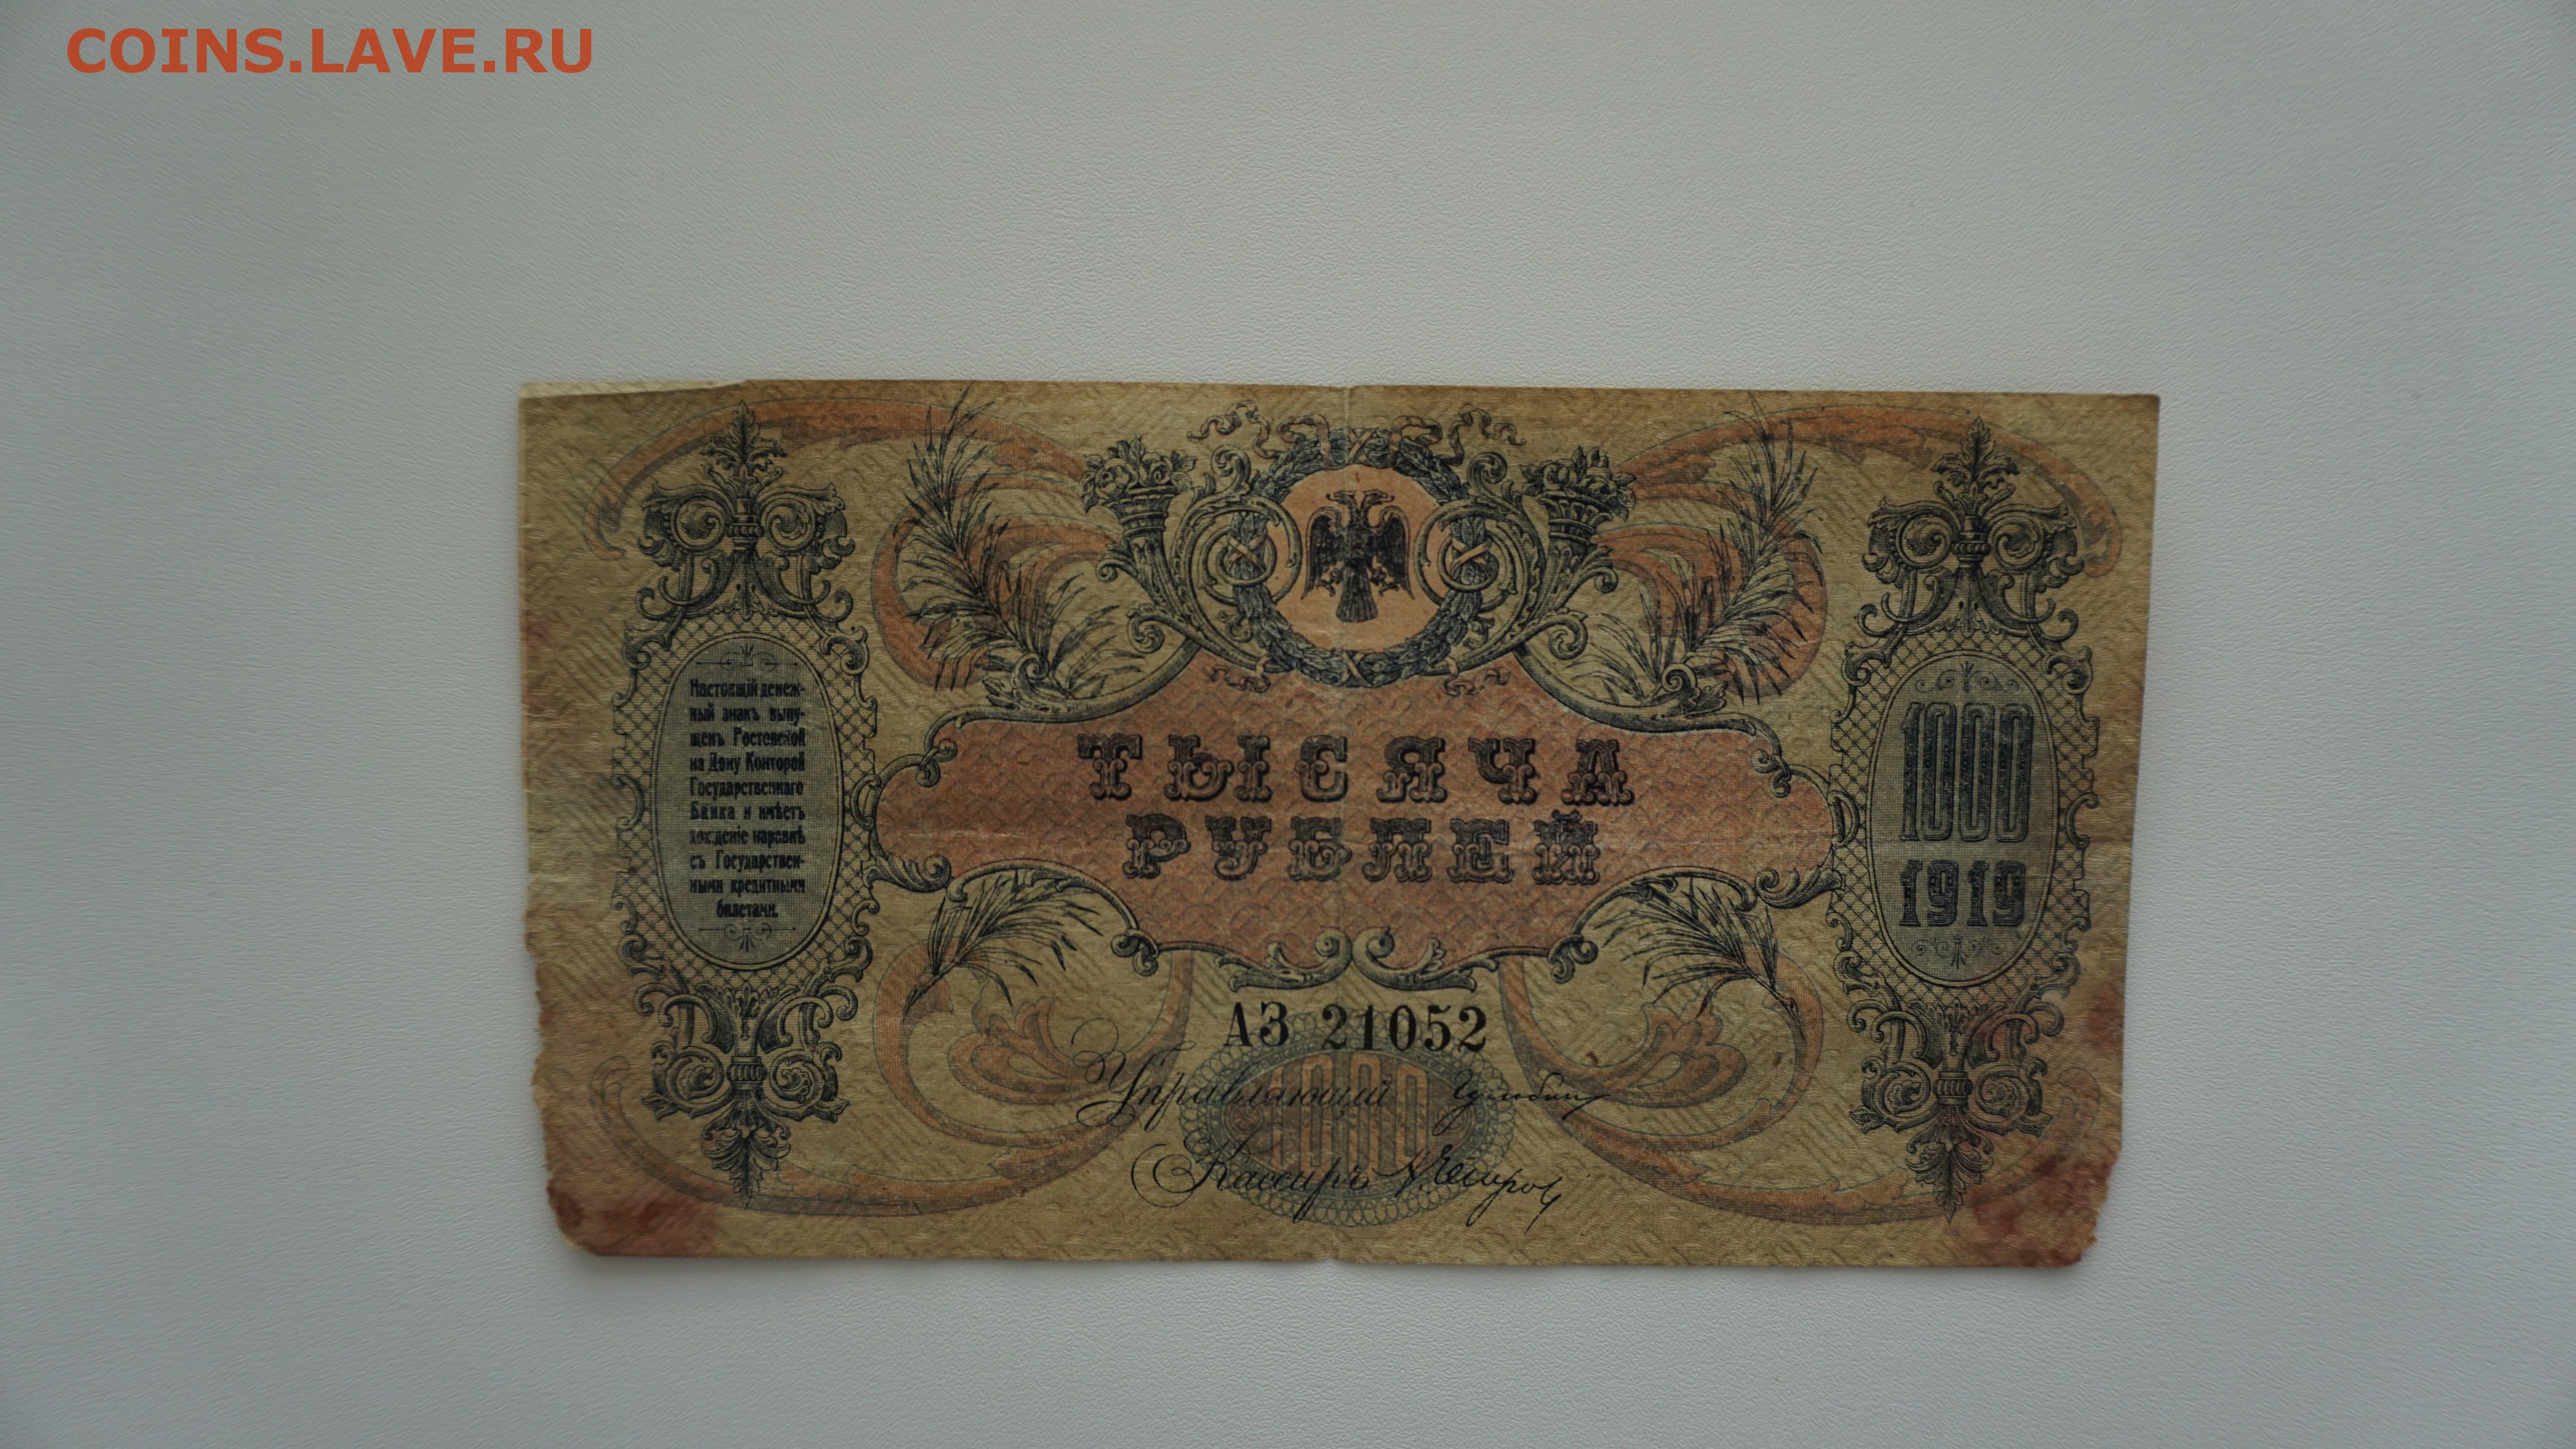 COINS.LAVE.RU
Настоящій денеж-
ный знакъ выпу-
щенъ Ростовской
на Дону Конторой
Государственнаго
Банка и имѣетъ
хожденіе наравнѣ
съ Государствен-
ными кредитными
билетами.
ТЫСЯЧА
РУБЛЕЙ
1000
1919
АЗ 21052
1000
Управляющій
Кассиръ